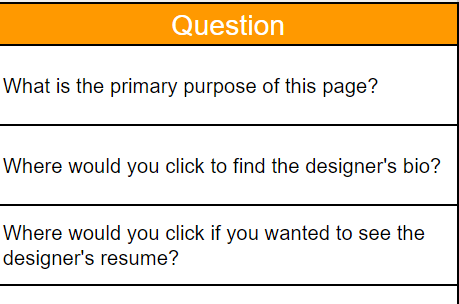 Question
What is the primary purpose of this page?
Where would you click to find the designer's bio?
Where would you click if you wanted to see the
designer's resume?